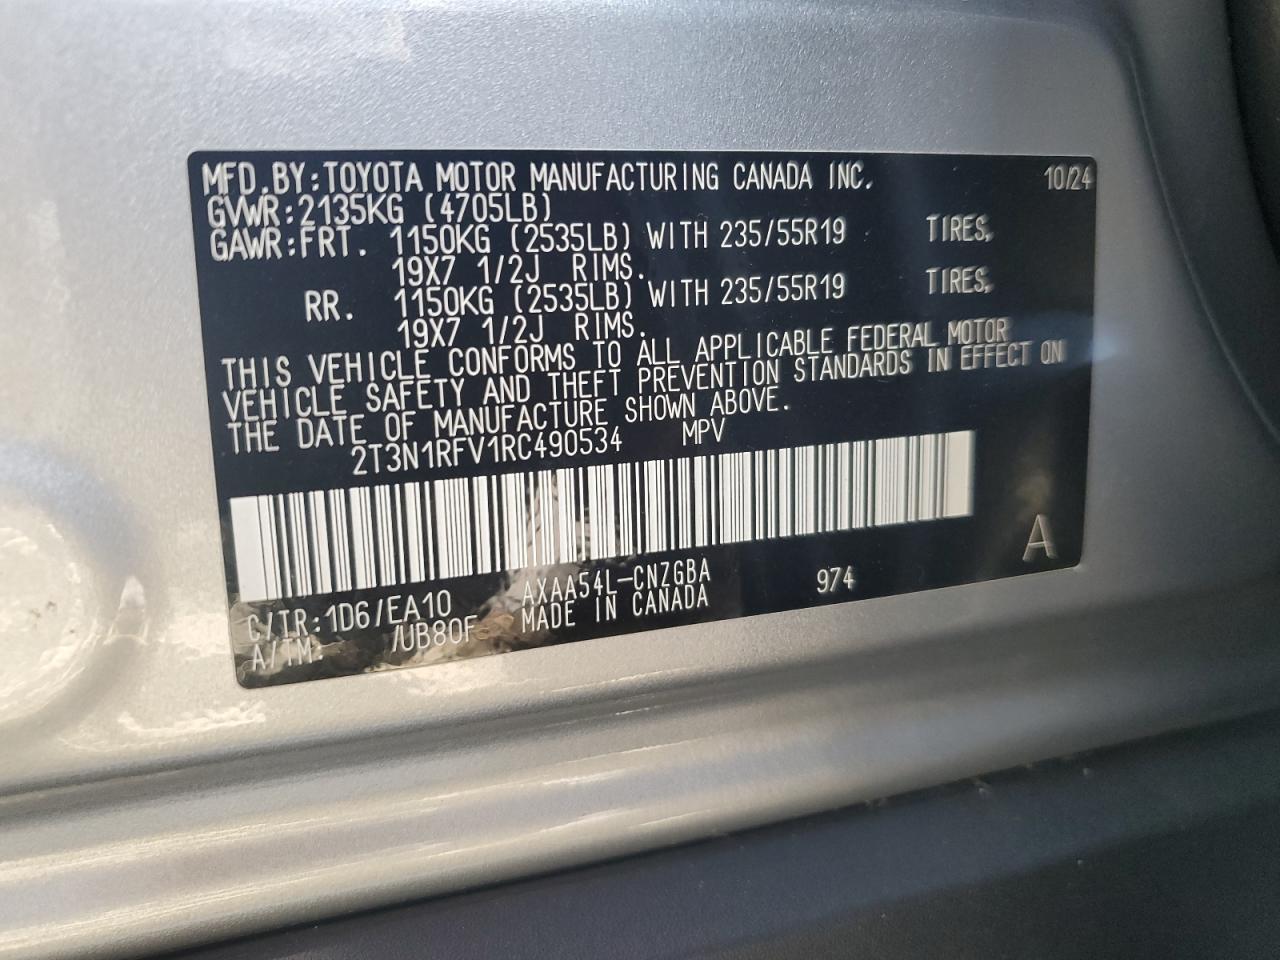 MFD.BY:TOYOTA MOTOR MANUFACTURING CANADA INC. 10/24
GVWR:2135KG (4705LB)
GAWR:FRT. 1150KG (2535LB) WITH 235/55R19 TIRES,
19X7 1/2J RIMS.
RR. 1150KG (2535LB) WITH 235/55R19 TIRES,
19X7 1/2J RIMS.
THIS VEHICLE CONFORMS TO ALL APPLICABLE FEDERAL MOTOR
VEHICLE SAFETY AND THEFT PREVENTION STANDARDS IN EFFECT ON
THE DATE OF MANUFACTURE SHOWN ABOVE.
2T3N1RFV1RC490534 MPV
A
C/TR:1D6/EA10 AXAA54L-CNZGBA 974
A/TM: /UB80F MADE IN CANADA